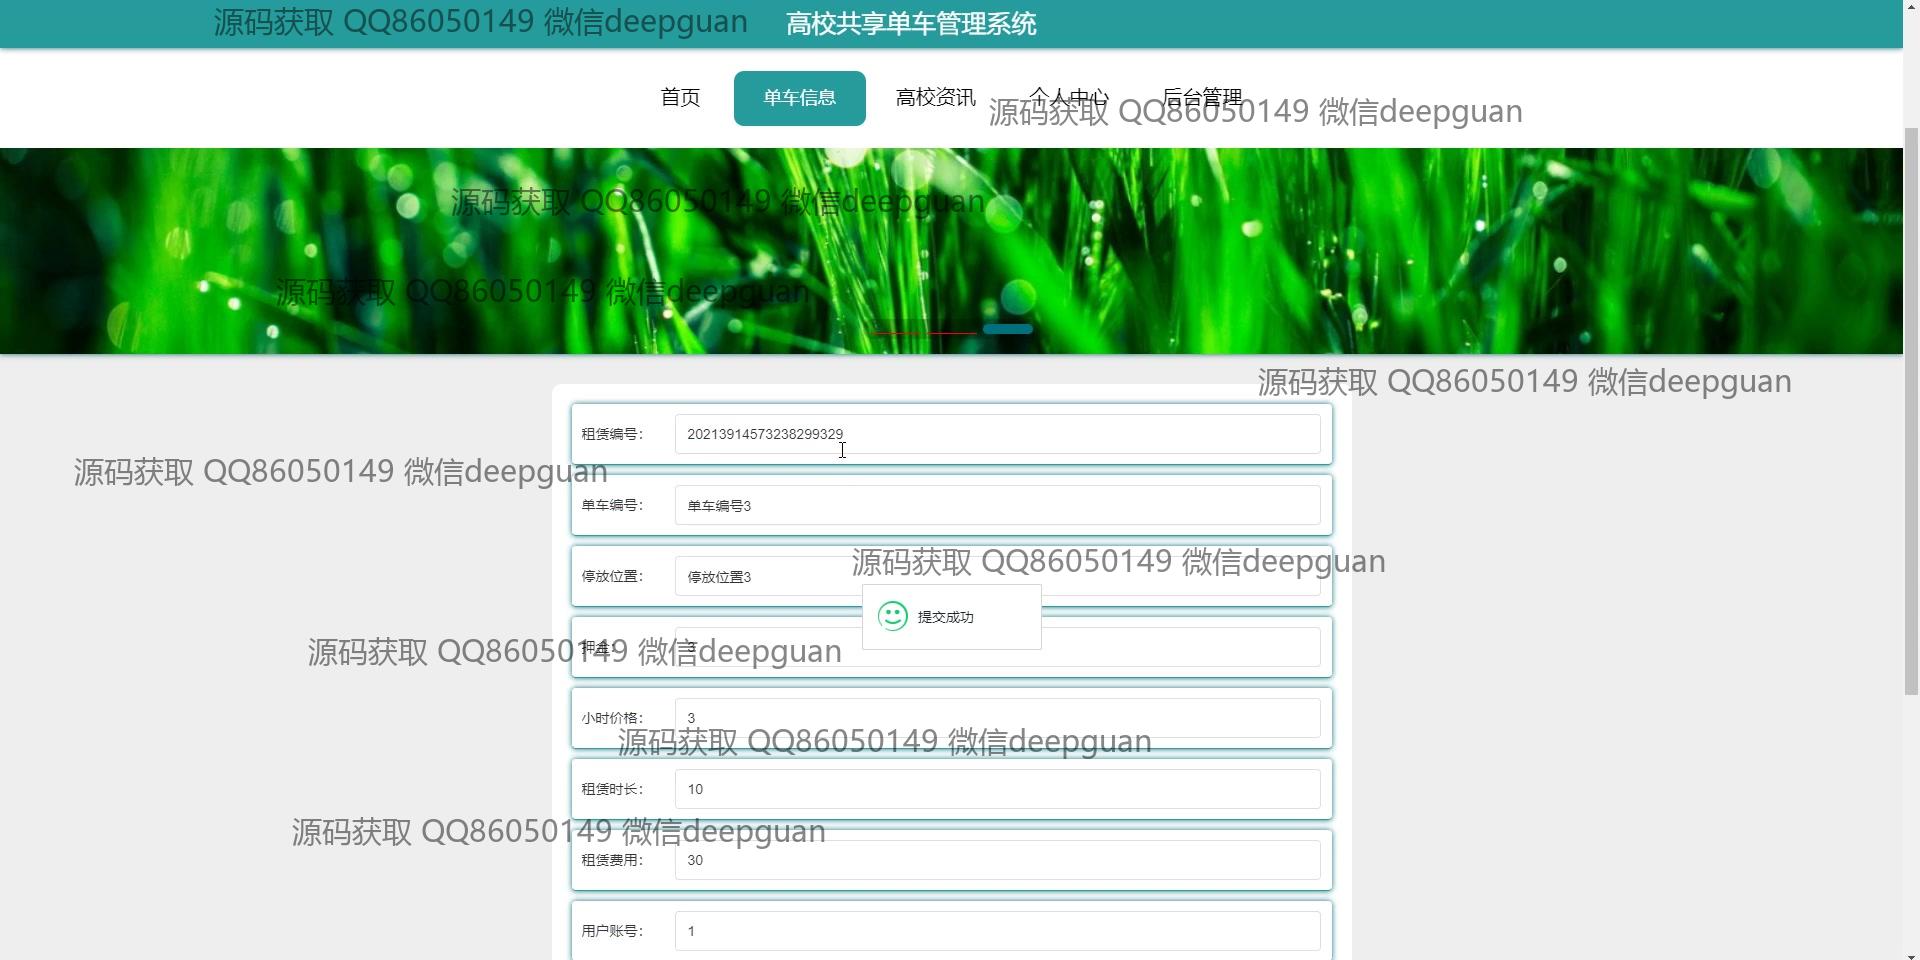 源码获取 QQ86050149 微信deepguan
高校共享单车管理系统
首页 单车信息 高校资讯 个人中心 后台管理
源码获取 QQ86050149 微信deepguan
源码获取 QQ86050149 微信deepguan
源码获取 QQ86050149 微信deepguan
源码获取 QQ86050149 微信deepguan
租赁编号: 20213914573238299329
源码获取 QQ86050149 微信deepguan
单车编号: 单车编号3
源码获取 QQ86050149 微信deepguan
停放位置: 停放位置3
提交成功
押金: 3
源码获取 QQ86050149 微信deepguan
小时价格: 3
源码获取 QQ86050149 微信deepguan
租赁时长: 10
源码获取 QQ86050149 微信deepguan
租赁费用: 30
用户账号: 1